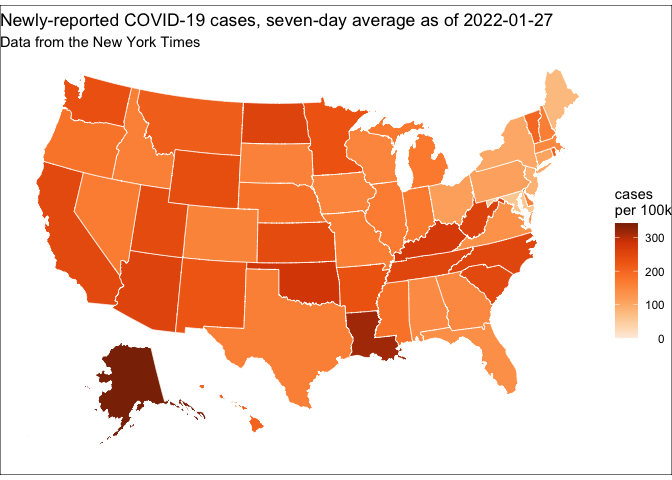 Newly-reported COVID-19 cases, seven-day average as of 2022-01-27
Data from the New York Times
cases
per 100k
300
200
100
0